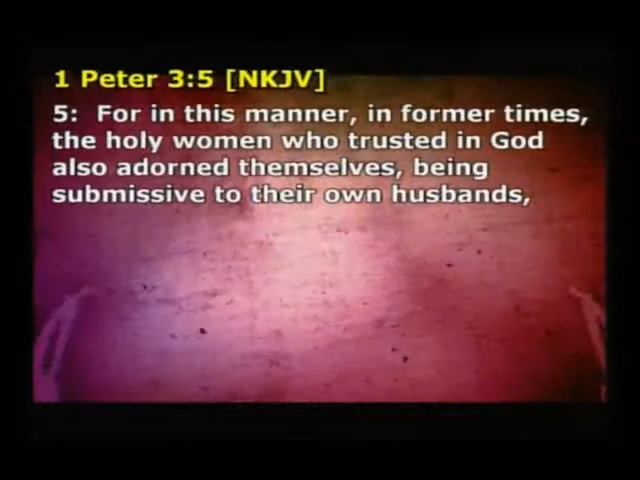 1 Peter 3:5 [NKJV]
5:  For in this manner, in former times,
the holy women who trusted in God
also adorned themselves, being
submissive to their own husbands,